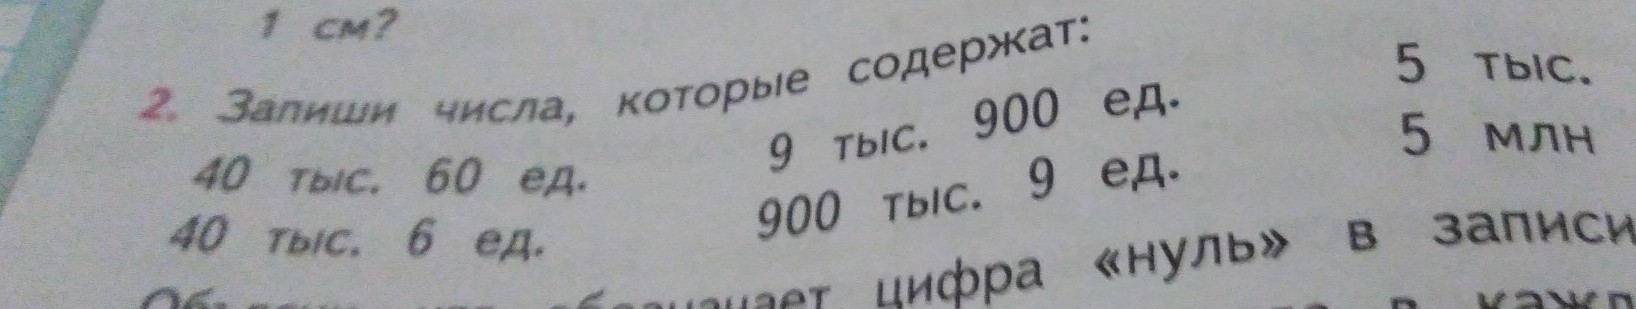 1 см?
2. Запиши числа, которые содержат:
40 тыс. 60 ед. 9 тыс. 900 ед. 5 тыс.
40 тыс. 6 ед. 900 тыс. 9 ед. 5 млн
цифра «нуль» в записи